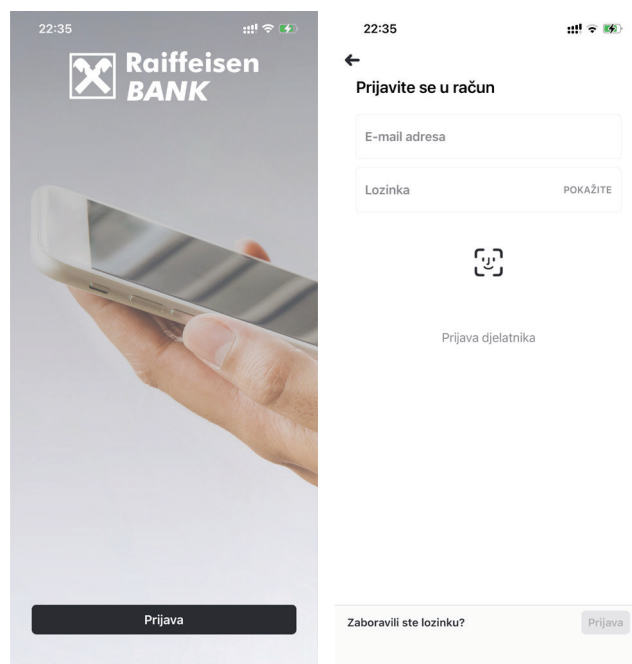 22:35
Raiffeisen
BANK
Prijava
22:35
Prijavite se u račun
E-mail adresa
Lozinka
POKAŽITE
Prijava djelatnika
Zaboravili ste lozinku?
Prijava